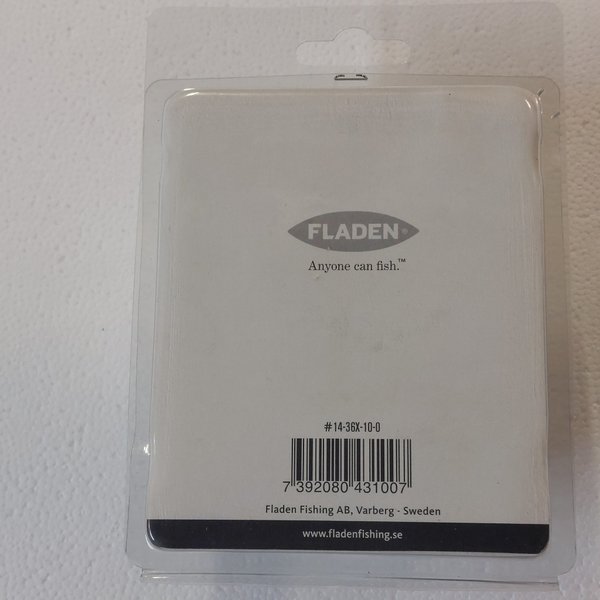 FLADEN®
Anyone can fish.™
#14-36X-10-0
7 392080 431007
Fladen Fishing AB, Varberg · Sweden
www.fladenfishing.se